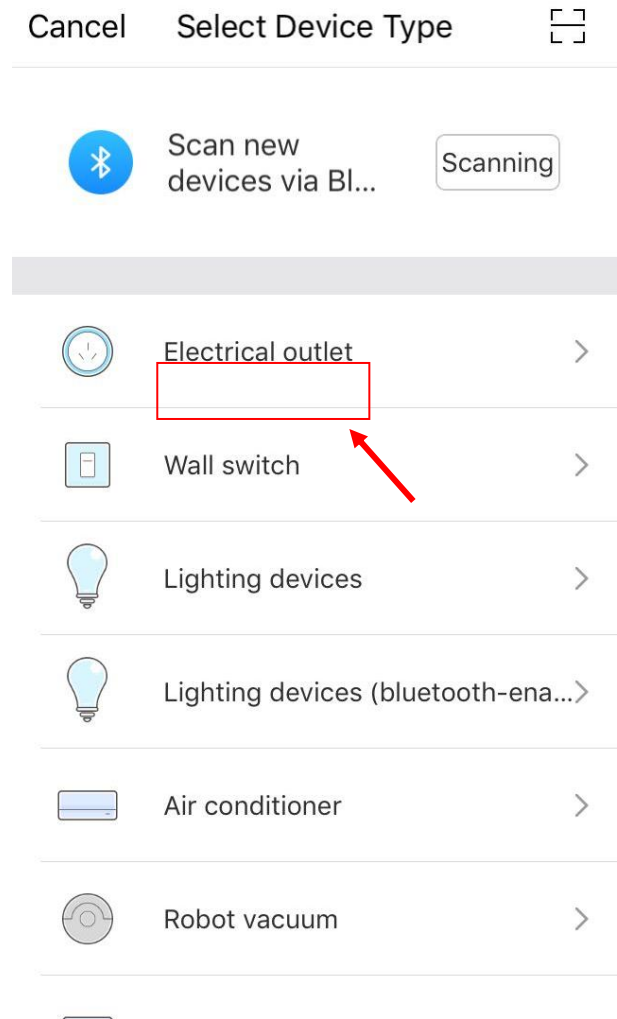 Cancel Select Device Type
Scan new
devices via Bl...
Scanning
Electrical outlet
Wall switch
Lighting devices
Lighting devices (bluetooth-ena...
Air conditioner
Robot vacuum